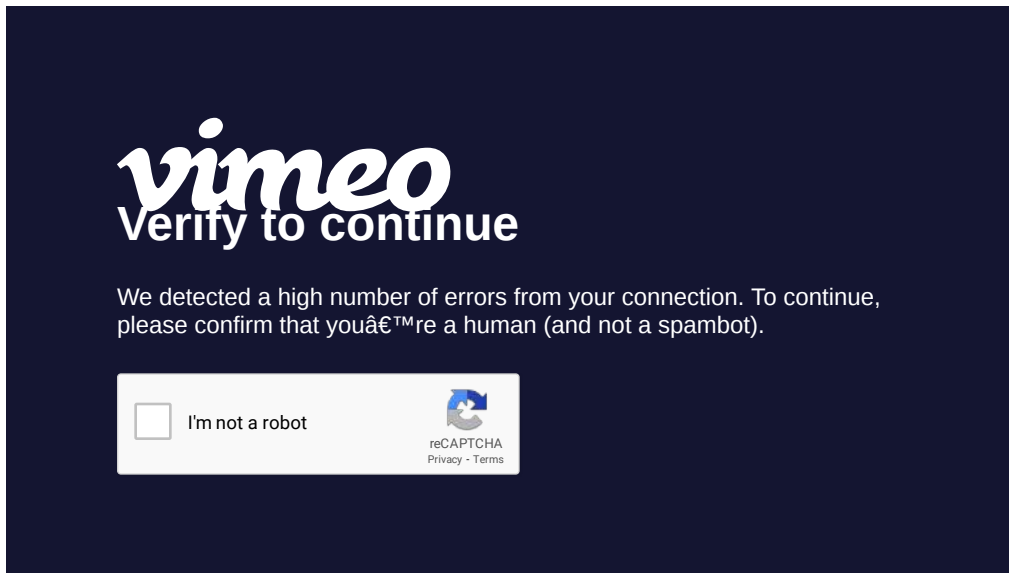 vimeo
Verify to continue
We detected a high number of errors from your connection. To continue,
please confirm that youâ€™re a human (and not a spambot).
I'm not a robot
reCAPTCHA
Privacy - Terms